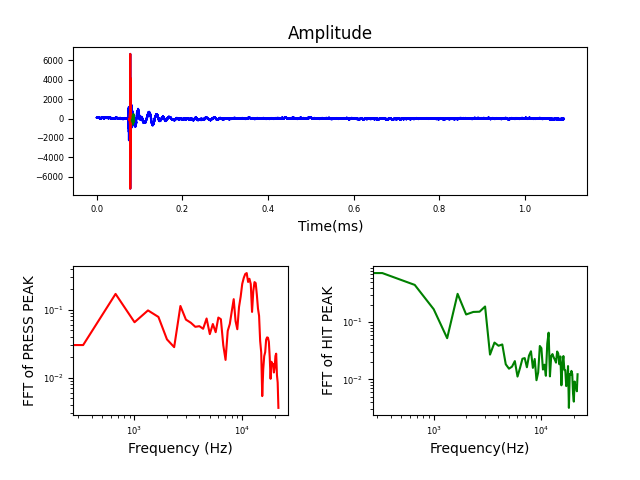 Amplitude
6000
4000
2000
0
−2000
−4000
−6000
0.0 0.2 0.4 0.6 0.8 1.0
Time(ms)
FFT of PRESS PEAK
10⁻¹
10⁻²
10³ 10⁴
Frequency (Hz)
FFT of HIT PEAK
10⁻¹
10⁻²
10³ 10⁴
Frequency(Hz)